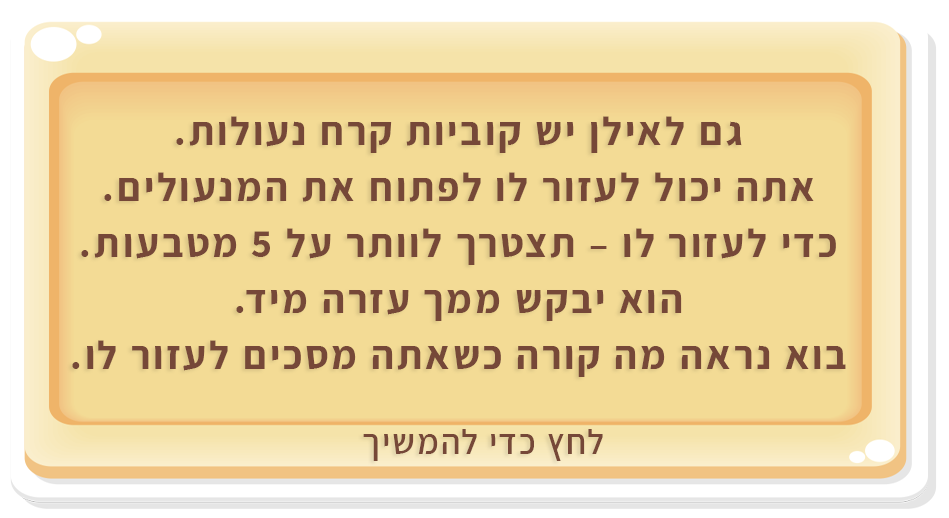 גם לאילן יש קוביות קרח נעולות.
אתה יכול לעזור לו לפתוח את המנעולים.
כדי לעזור לו – תצטרך לוותר על 5 מטבעות.
הוא יבקש ממך עזרה מיד.
בוא נראה מה קורה כשאתה מסכים לעזור לו.
לחץ כדי להמשיך